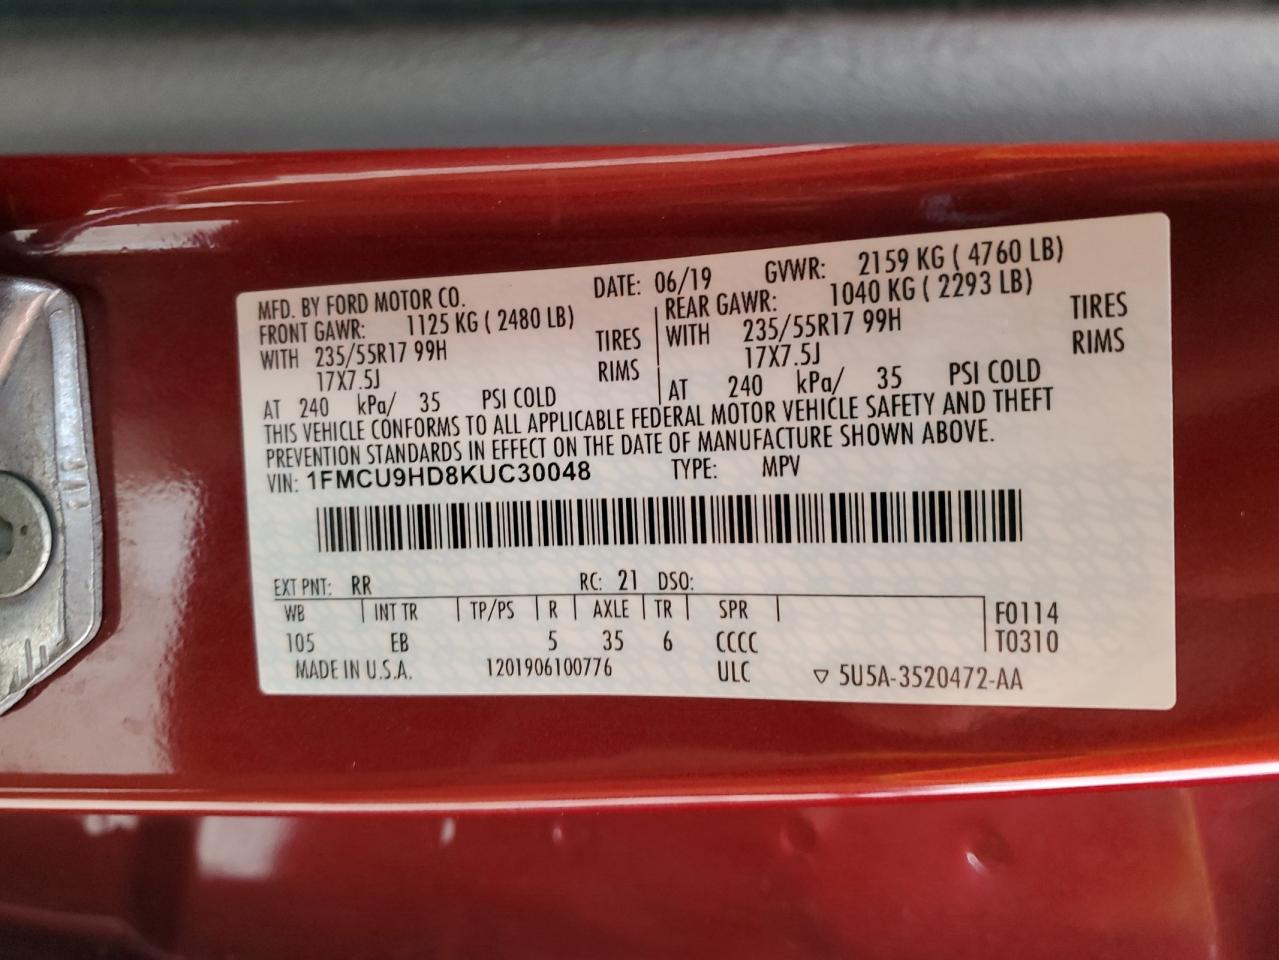 MFD. BY FORD MOTOR CO. DATE: 06/19 GVWR: 2159 KG ( 4760 LB)
FRONT GAWR: 1125 KG ( 2480 LB) REAR GAWR: 1040 KG ( 2293 LB)
WITH 235/55R17 99H TIRES WITH 235/55R17 99H TIRES
17X7.5J RIMS 17X7.5J RIMS
AT 240 kPa/ 35 PSI COLD AT 240 kPa/ 35 PSI COLD
THIS VEHICLE CONFORMS TO ALL APPLICABLE FEDERAL MOTOR VEHICLE SAFETY AND THEFT
PREVENTION STANDARDS IN EFFECT ON THE DATE OF MANUFACTURE SHOWN ABOVE.
VIN: 1FMCU9HD8KUC30048 TYPE: MPV
EXT PNT: RR RC: 21 DSO:
WB INT TR TP/PS R AXLE TR SPR F0114
105 EB 5 35 6 CCCC T0310
MADE IN U.S.A. 1201906100776 ULC ▽ 5U5A-3520472-AA